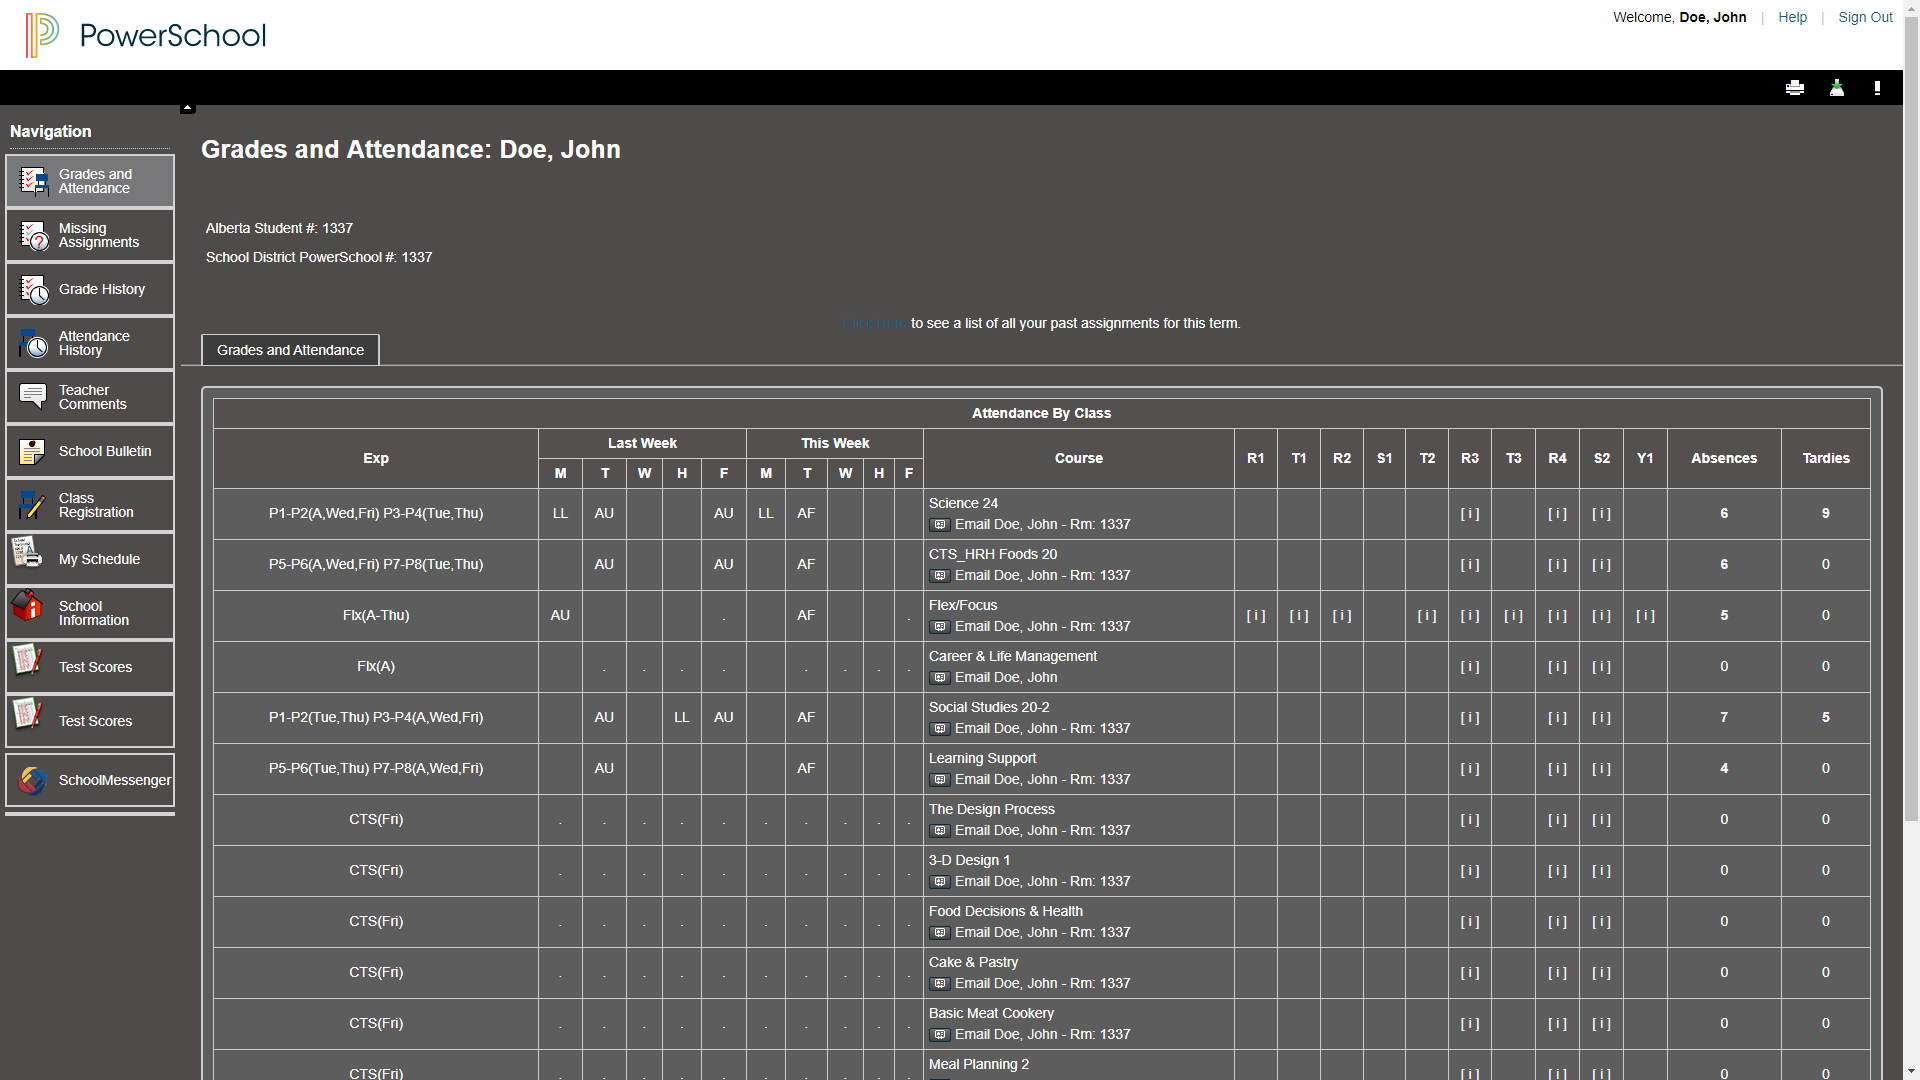 PowerSchool
Welcome, Doe, John | Help | Sign Out
Navigation
Grades and Attendance
Missing Assignments
Grade History
Attendance History
Teacher Comments
School Bulletin
Class Registration
My Schedule
School Information
Test Scores
Test Scores
SchoolMessenger
Grades and Attendance: Doe, John
Alberta Student #: 1337
School District PowerSchool #: 1337
Click Here to see a list of all your past assignments for this term.
Grades and Attendance
Attendance By Class
Exp Last Week This Week Course R1 T1 R2 S1 T2 R3 T3 R4 S2 Y1 Absences Tardies
M T W H F M T W H F
P1-P2(A,Wed,Fri) P3-P4(Tue,Thu) LL AU AU LL AF Science 24 [ i ] [ i ] [ i ] 6 9
Email Doe, John - Rm: 1337
P5-P6(A,Wed,Fri) P7-P8(Tue,Thu) AU AU AF CTS_HRH Foods 20 [ i ] [ i ] [ i ] 6 0
Email Doe, John - Rm: 1337
Flx(A-Thu) AU . AF . Flex/Focus [ i ] [ i ] [ i ] [ i ] [ i ] [ i ] [ i ] [ i ] [ i ] 5 0
Email Doe, John - Rm: 1337
Flx(A) . . . . . . . . Career & Life Management [ i ] [ i ] [ i ] 0 0
Email Doe, John
P1-P2(Tue,Thu) P3-P4(A,Wed,Fri) AU LL AU AF Social Studies 20-2 [ i ] [ i ] [ i ] 7 5
Email Doe, John - Rm: 1337
P5-P6(Tue,Thu) P7-P8(A,Wed,Fri) AU AF Learning Support [ i ] [ i ] [ i ] 4 0
Email Doe, John - Rm: 1337
CTS(Fri) . . . . . . . . . . The Design Process [ i ] [ i ] [ i ] 0 0
Email Doe, John - Rm: 1337
CTS(Fri) . . . . . . . . . . 3-D Design 1 [ i ] [ i ] [ i ] 0 0
Email Doe, John - Rm: 1337
CTS(Fri) . . . . . . . . . . Food Decisions & Health [ i ] [ i ] [ i ] 0 0
Email Doe, John - Rm: 1337
CTS(Fri) . . . . . . . . . . Cake & Pastry [ i ] [ i ] [ i ] 0 0
Email Doe, John - Rm: 1337
CTS(Fri) . . . . . . . . . . Basic Meat Cookery [ i ] [ i ] [ i ] 0 0
Email Doe, John - Rm: 1337
CTS(Fri) . . . . . . . . . . Meal Planning 2 [ i ] [ i ] [ i ] 0 0